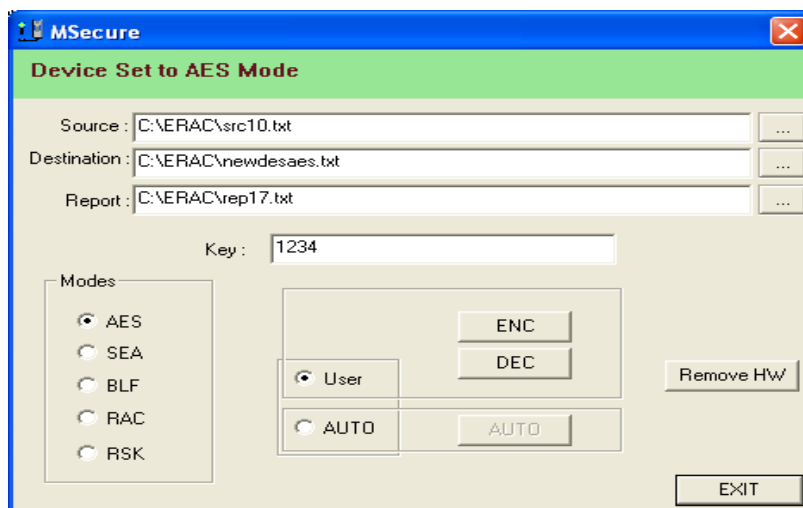 MSecure
Device Set to AES Mode
Source : C:\ERAC\src10.txt ...
Destination : C:\ERAC\newdesaes.txt ...
Report : C:\ERAC\rep17.txt ...
Key : 1234
Modes
AES
SEA
BLF
RAC
RSK
ENC
DEC
User
AUTO AUTO
Remove HW
EXIT